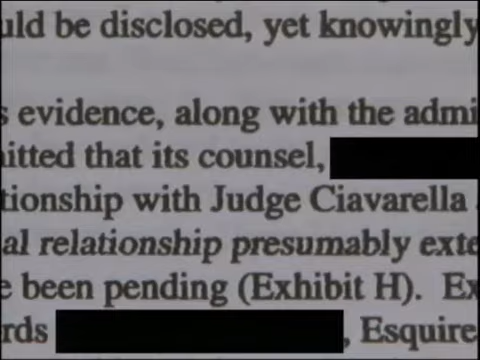 uld be disclosed, yet knowingly
s evidence, along with the admi
itted that its counsel,
tionship with Judge Ciavarella
al relationship presumably exte
e been pending (Exhibit H). Ex
rds , Esquire